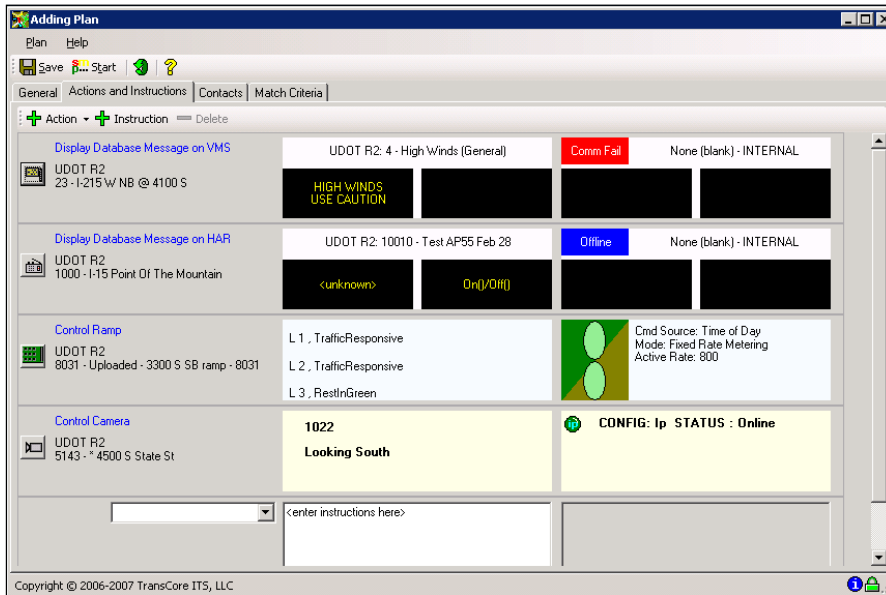 Adding Plan
Plan Help
Save Start
General Actions and Instructions Contacts Match Criteria
Action Instruction Delete
Display Database Message on VMS
UDOT R2
23 - I-215 W NB @ 4100 S
UDOT R2: 4 - High Winds (General)
HIGH WINDS
USE CAUTION
Comm Fail
None (blank) - INTERNAL
Display Database Message on HAR
UDOT R2
1000 - I-15 Point Of The Mountain
UDOT R2: 10010 - Test AP55 Feb 28
<unknown>
On()/Off()
Offline
None (blank) - INTERNAL
Control Ramp
UDOT R2
8031 - Uploaded - 3300 S SB ramp - 8031
L 1 , TrafficResponsive
L 2 , TrafficResponsive
L 3 , RestInGreen
Cmd Source: Time of Day
Mode: Fixed Rate Metering
Active Rate: 800
Control Camera
UDOT R2
5143 - * 4500 S State St
1022
Looking South
ip
CONFIG: Ip STATUS : Online
<enter instructions here>
Copyright © 2006-2007 TransCore ITS, LLC